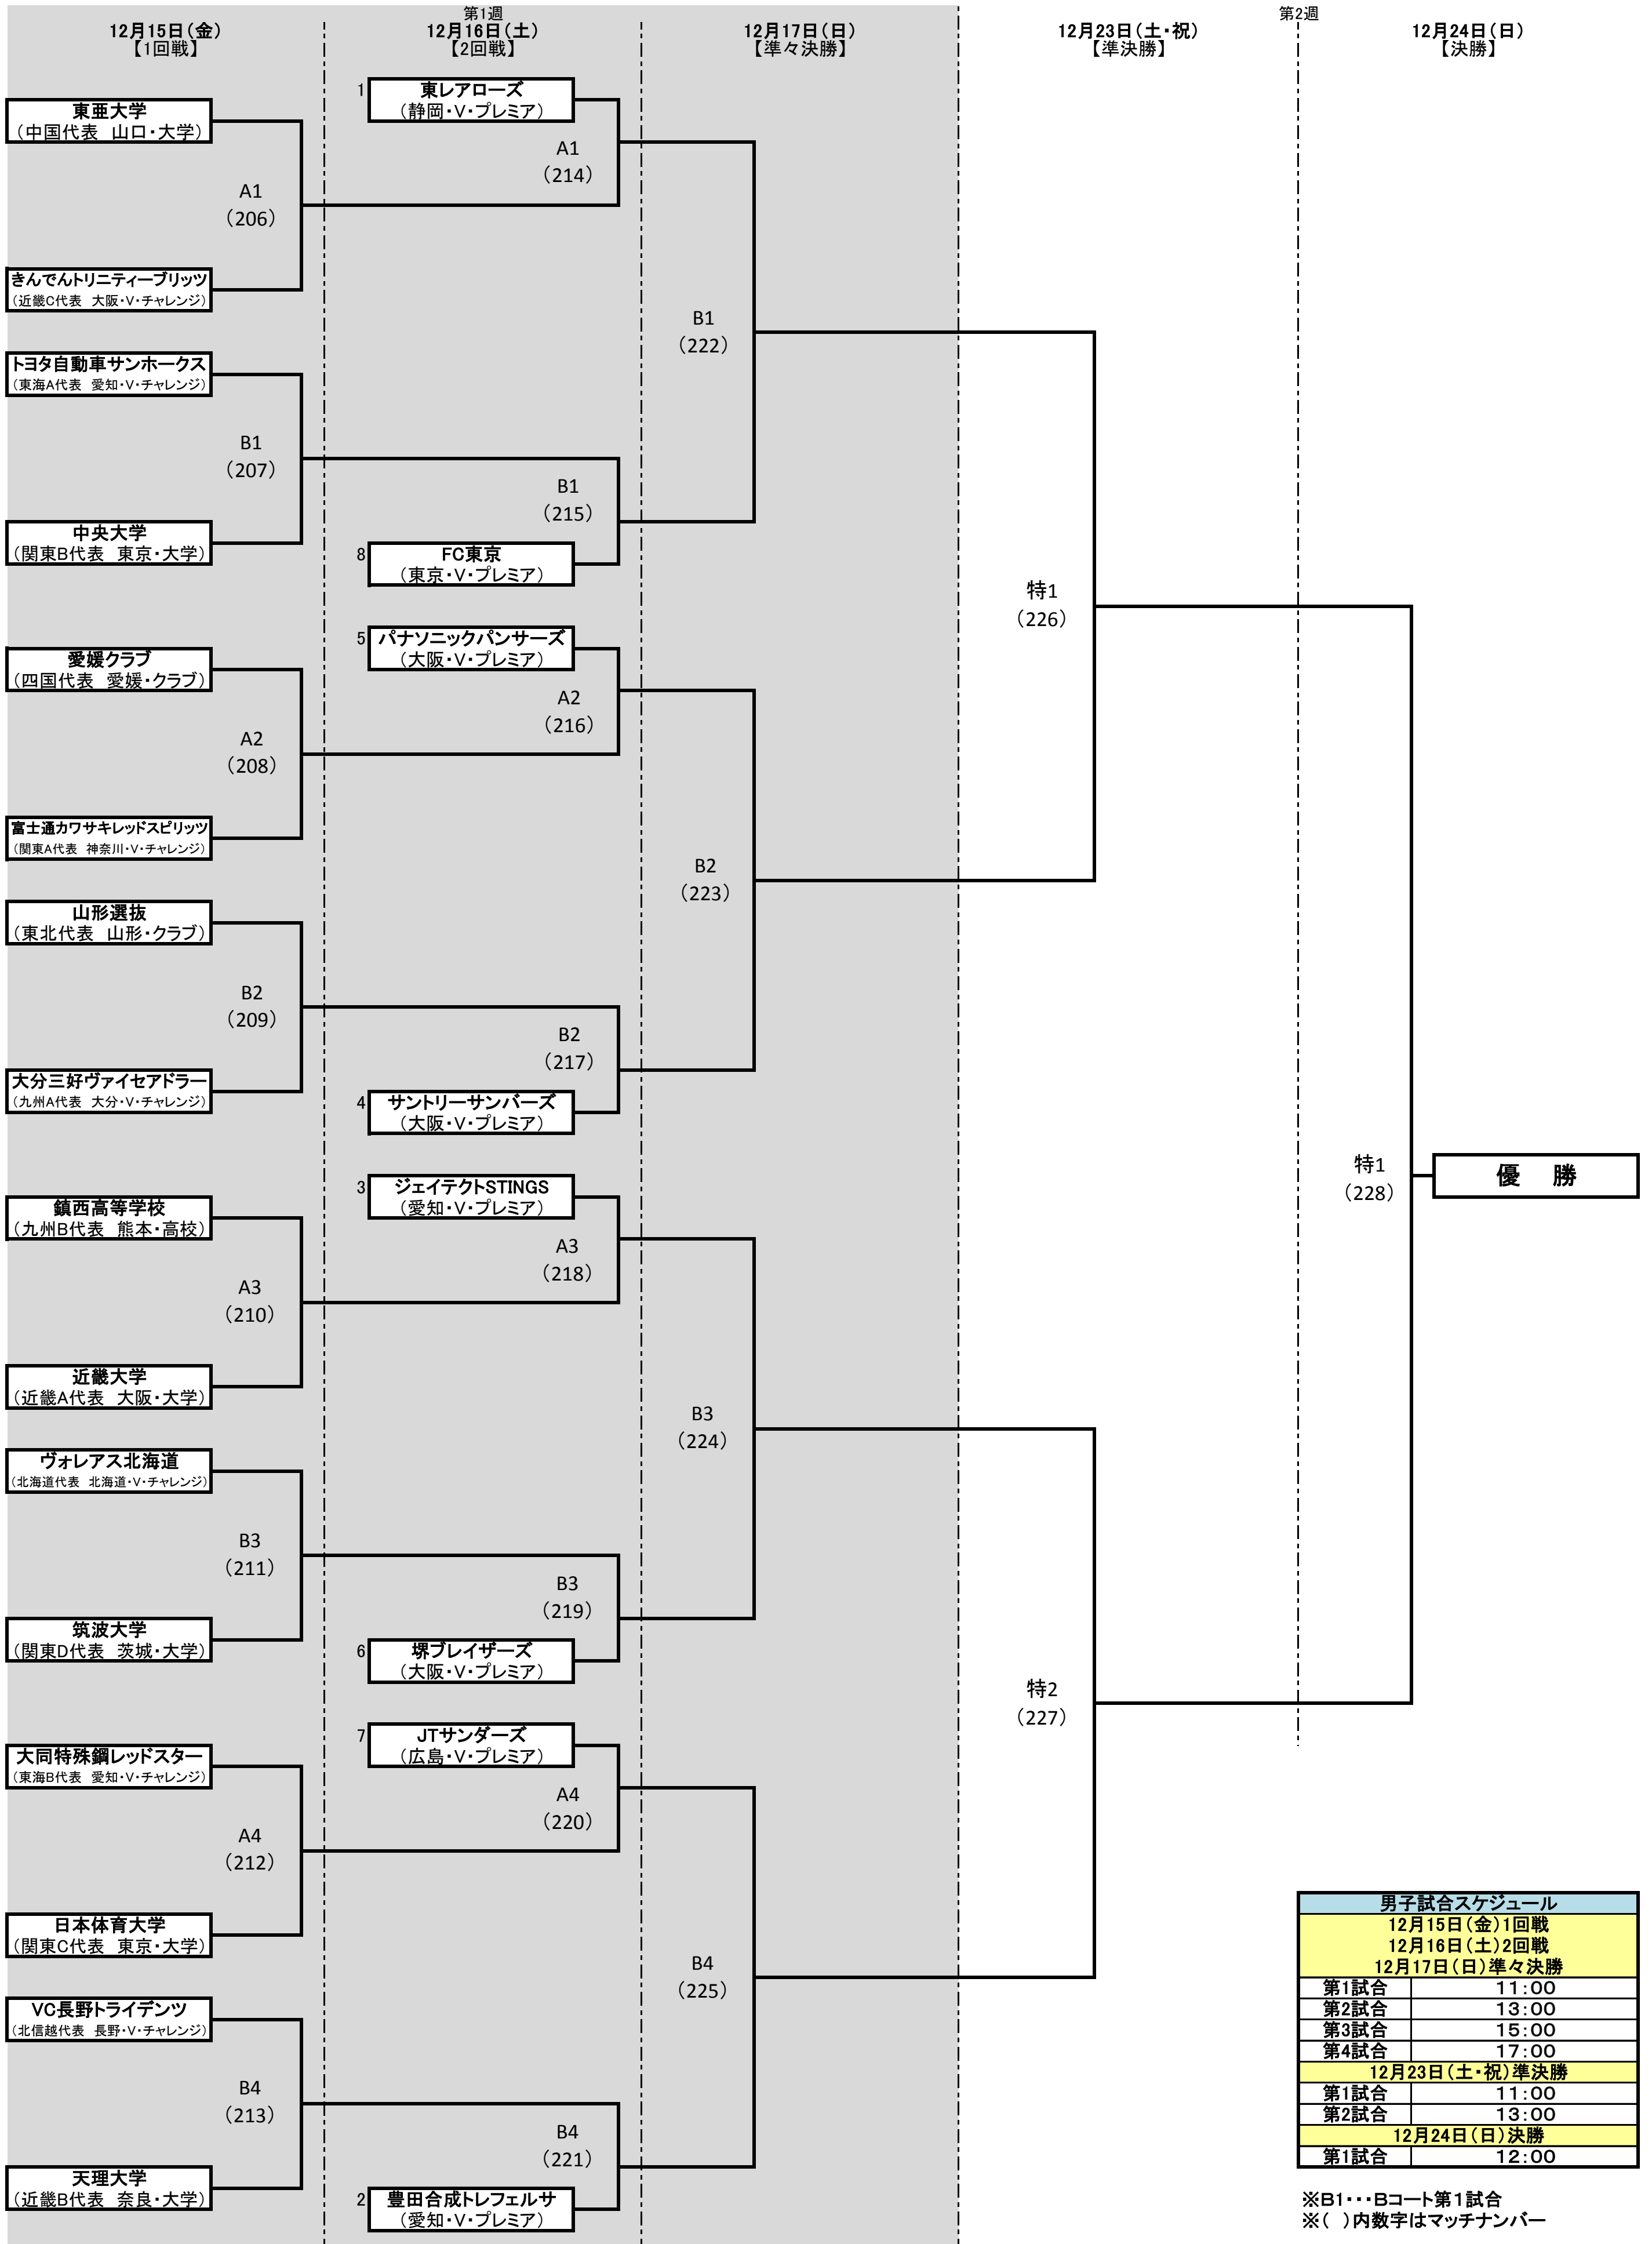 第1週
第2週
12月15日(金)
【1回戦】
12月16日(土)
【2回戦】
12月17日(日)
【準々決勝】
12月23日(土・祝)
【準決勝】
12月24日(日)
【決勝】
東亜大学
(中国代表 山口・大学)
A1
(206)
きんでんトリニティーブリッツ
(近畿C代表 大阪・V・チャレンジ)
トヨタ自動車サンホークス
(東海A代表 愛知・V・チャレンジ)
B1
(207)
中央大学
(関東B代表 東京・大学)
愛媛クラブ
(四国代表 愛媛・クラブ)
A2
(208)
富士通カワサキレッドスピリッツ
(関東A代表 神奈川・V・チャレンジ)
山形選抜
(東北代表 山形・クラブ)
B2
(209)
大分三好ヴァイセアドラー
(九州A代表 大分・V・チャレンジ)
鎮西高等学校
(九州B代表 熊本・高校)
A3
(210)
近畿大学
(近畿A代表 大阪・大学)
ヴォレアス北海道
(北海道代表 北海道・V・チャレンジ)
B3
(211)
筑波大学
(関東D代表 茨城・大学)
大同特殊鋼レッドスター
(東海B代表 愛知・V・チャレンジ)
A4
(212)
日本体育大学
(関東C代表 東京・大学)
VC長野トライデンツ
(北信越代表 長野・V・チャレンジ)
B4
(213)
天理大学
(近畿B代表 奈良・大学)
1 東レアローズ
(静岡・V・プレミア)
A1
(214)
B1
(215)
8 FC東京
(東京・V・プレミア)
5 パナソニックパンサーズ
(大阪・V・プレミア)
A2
(216)
B2
(217)
4 サントリーサンバーズ
(大阪・V・プレミア)
3 ジェイテクトSTINGS
(愛知・V・プレミア)
A3
(218)
B3
(219)
6 堺ブレイザーズ
(大阪・V・プレミア)
7 JTサンダーズ
(広島・V・プレミア)
A4
(220)
B4
(221)
2 豊田合成トレフェルサ
(愛知・V・プレミア)
B1
(222)
B2
(223)
B3
(224)
B4
(225)
特1
(226)
特2
(227)
特1
(228)
優 勝
男子試合スケジュール
12月15日(金)1回戦
12月16日(土)2回戦
12月17日(日)準々決勝
第1試合 11:00
第2試合 13:00
第3試合 15:00
第4試合 17:00
12月23日(土・祝)準決勝
第1試合 11:00
第2試合 13:00
12月24日(日)決勝
第1試合 12:00
※B1・・・Bコート第1試合
※( )内数字はマッチナンバー